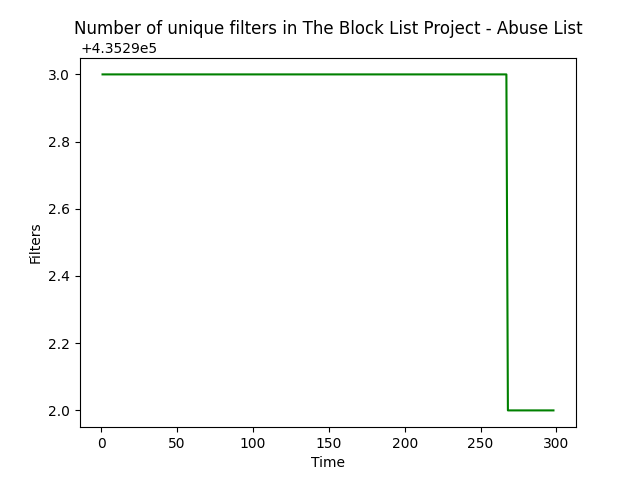 Number of unique filters in The Block List Project - Abuse List
+4.3529e5
3.0
2.8
2.6
2.4
2.2
2.0
Filters
0 50 100 150 200 250 300
Time